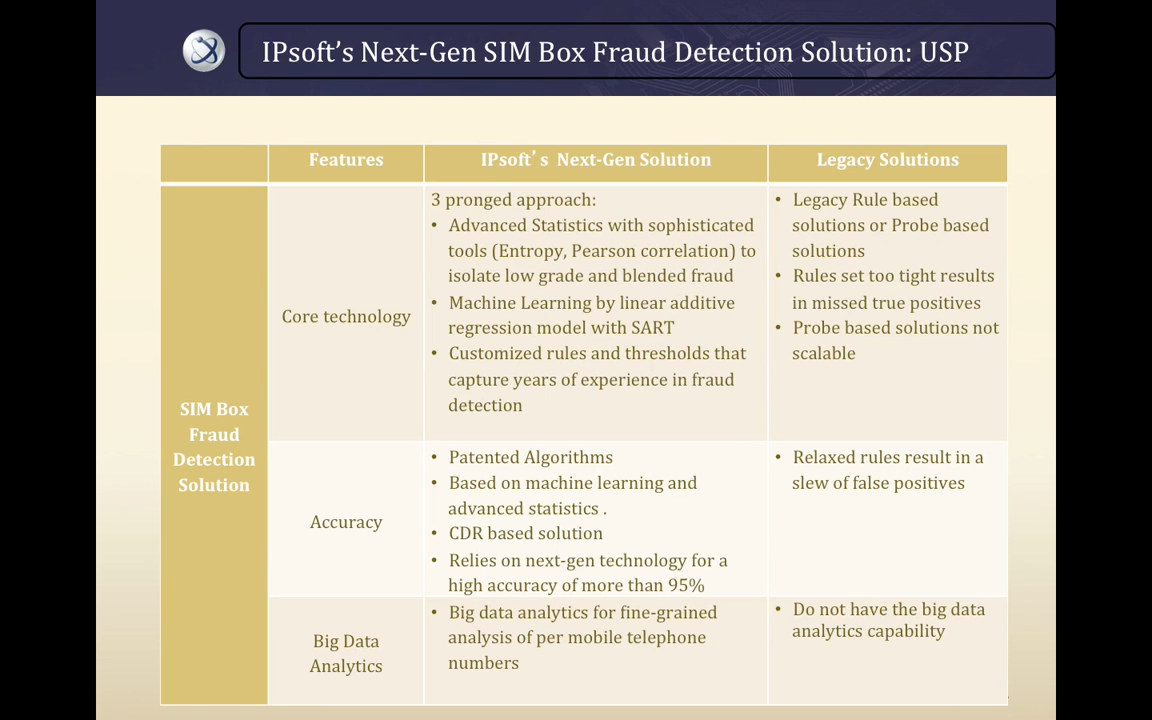 IPsoft's Next-Gen SIM Box Fraud Detection Solution: USP
Features
IPsoft's Next-Gen Solution
Legacy Solutions
SIM Box
Fraud
Detection
Solution
Core technology
3 pronged approach:
• Advanced Statistics with sophisticated
tools (Entropy, Pearson correlation) to
isolate low grade and blended fraud
• Machine Learning by linear additive
regression model with SART
• Customized rules and thresholds that
capture years of experience in fraud
detection
• Legacy Rule based
solutions or Probe based
solutions
• Rules set too tight results
in missed true positives
• Probe based solutions not
scalable
Accuracy
• Patented Algorithms
• Based on machine learning and
advanced statistics .
• CDR based solution
• Relies on next-gen technology for a
high accuracy of more than 95%
• Relaxed rules result in a
slew of false positives
Big Data
Analytics
• Big data analytics for fine-grained
analysis of per mobile telephone
numbers
• Do not have the big data
analytics capability